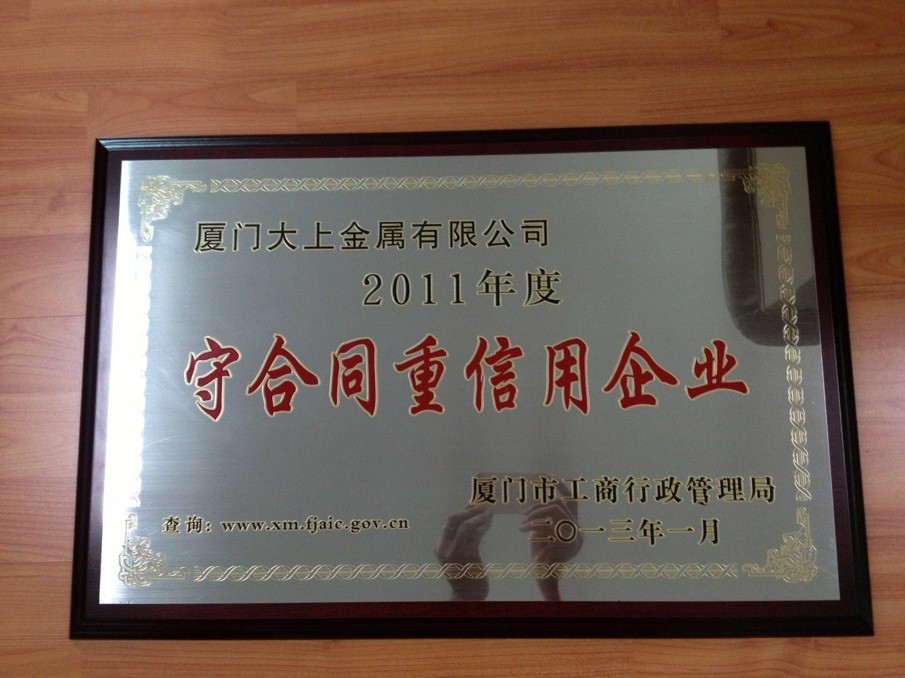 厦门大上金属有限公司
2011年度
守合同重信用企业
厦门市工商行政管理局
查询：www.xm.fjaic.gov.cn
二〇一三年一月